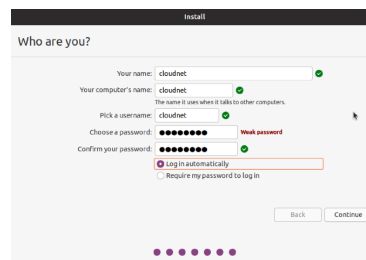 Install
Who are you?
Your name: cloudnet
Your computer's name: cloudnet
The name it uses when it talks to other computers.
Pick a username: cloudnet
Choose a password: ●●●●●●●● Weak password
Confirm your password: ●●●●●●●●
Log in automatically
Require my password to log in
Back Continue